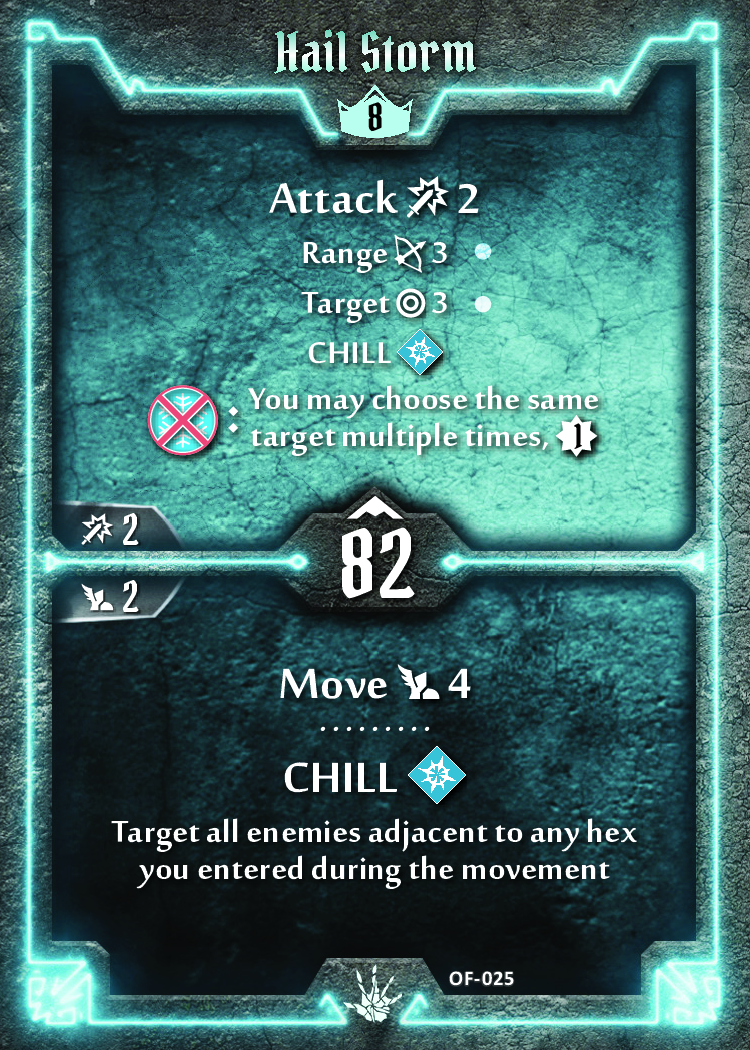 Hail Storm
8
Attack 2
Range 3
Target 3
CHILL
: You may choose the same
target multiple times, 1
2
82
2
Move 4
.........
CHILL
Target all enemies adjacent to any hex
you entered during the movement
OF-025